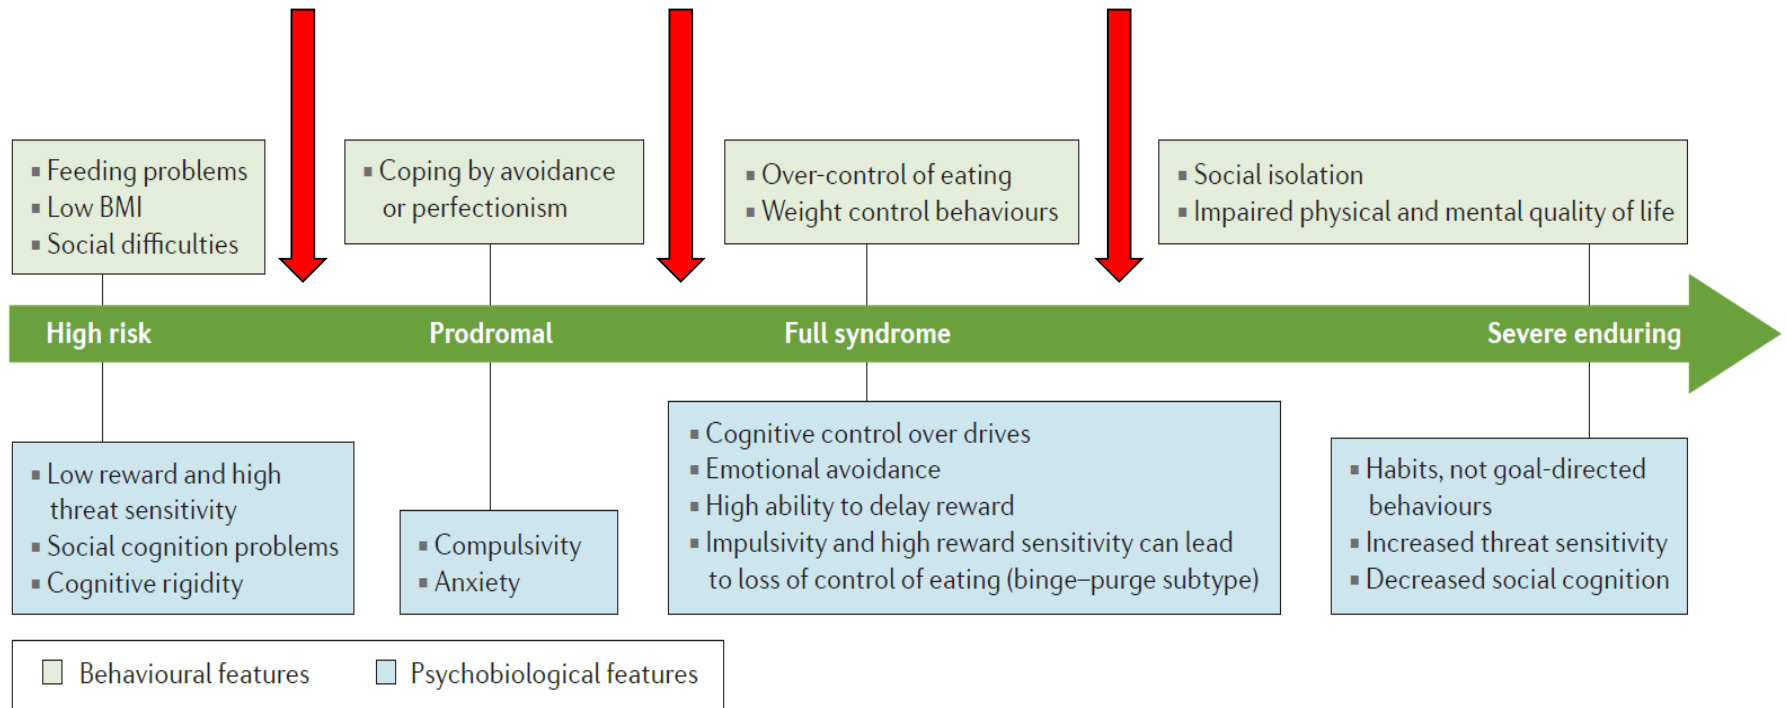 ▪ Feeding problems
▪ Low BMI
▪ Social difficulties
▪ Coping by avoidance
or perfectionism
▪ Over-control of eating
▪ Weight control behaviours
▪ Social isolation
▪ Impaired physical and mental quality of life
High risk
Prodromal
Full syndrome
Severe enduring
▪ Low reward and high
threat sensitivity
▪ Social cognition problems
▪ Cognitive rigidity
▪ Compulsivity
▪ Anxiety
▪ Cognitive control over drives
▪ Emotional avoidance
▪ High ability to delay reward
▪ Impulsivity and high reward sensitivity can lead
to loss of control of eating (binge–purge subtype)
▪ Habits, not goal-directed
behaviours
▪ Increased threat sensitivity
▪ Decreased social cognition
Behavioural features
Psychobiological features